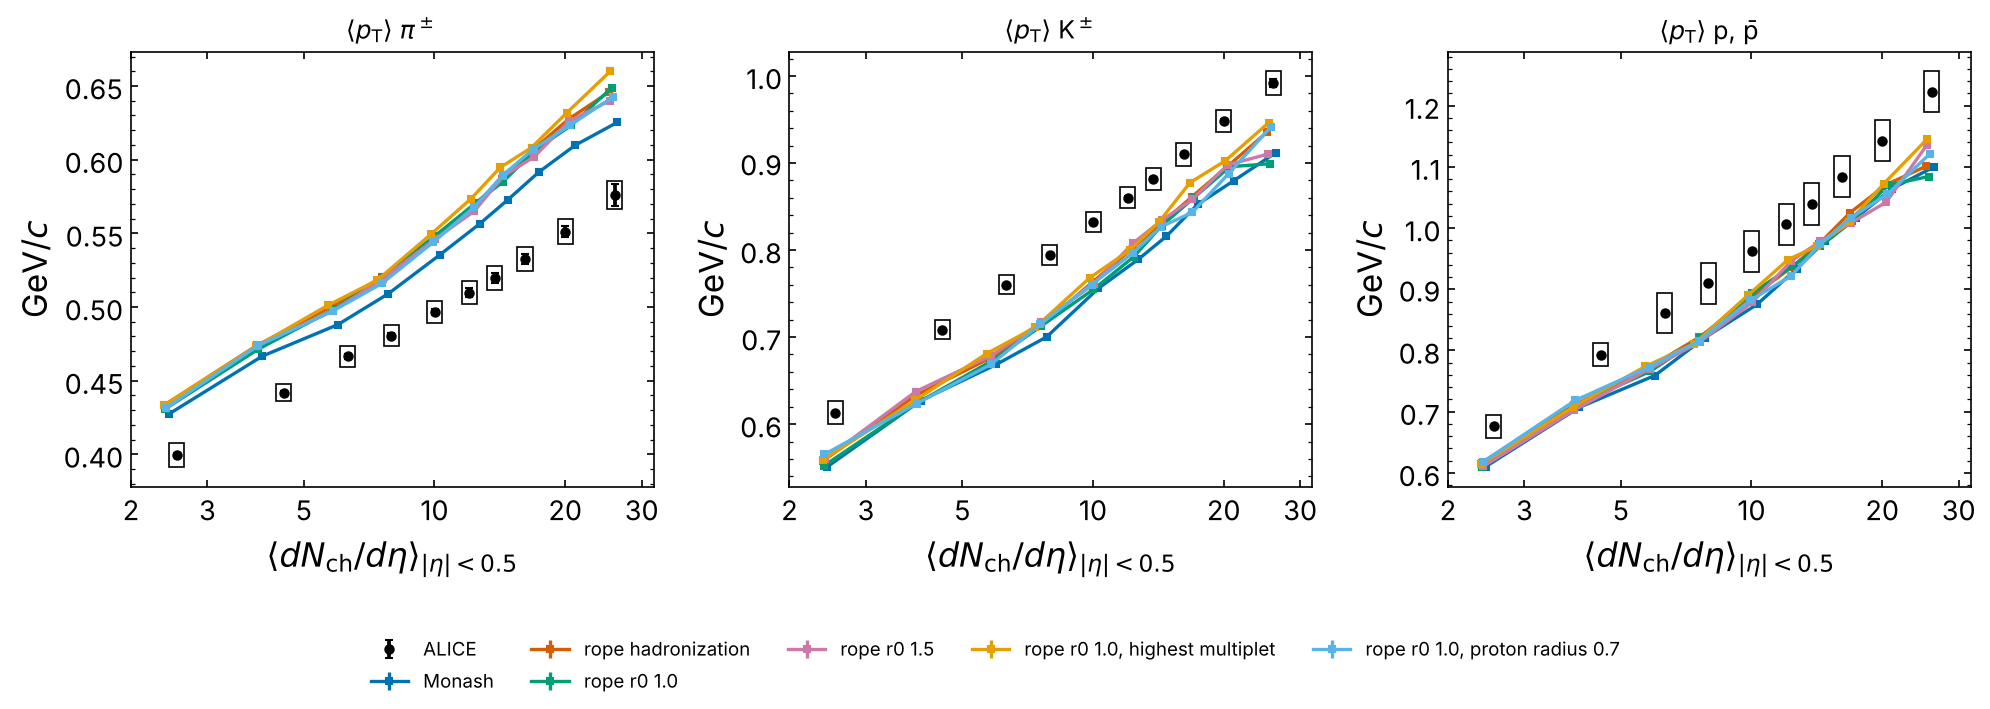 ⟨pT⟩ π±
⟨pT⟩ K±
⟨pT⟩ p, p̄
GeV/c
0.65
0.60
0.55
0.50
0.45
0.40
2 3 5 10 20 30
⟨dNch/dη⟩|η| < 0.5
GeV/c
1.0
0.9
0.8
0.7
0.6
2 3 5 10 20 30
⟨dNch/dη⟩|η| < 0.5
GeV/c
1.2
1.1
1.0
0.9
0.8
0.7
0.6
2 3 5 10 20 30
⟨dNch/dη⟩|η| < 0.5
ALICE
Monash
rope hadronization
rope r0 1.0
rope r0 1.5
rope r0 1.0, highest multiplet
rope r0 1.0, proton radius 0.7